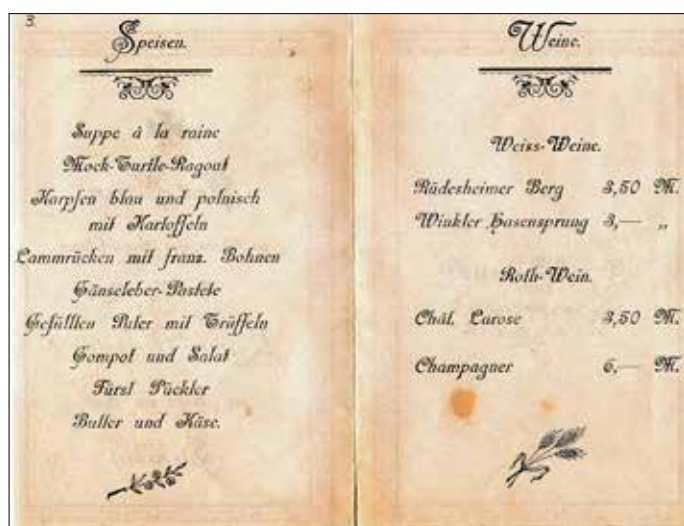 3.
Speisen.
Suppe à la raine
Mock-Turtle-Ragout
Karpfen blau und polnisch
mit Kartoffeln
Lammrücken mit franz. Bohnen
Gänseleber-Pastete
Gefüllten Puter mit Trüffeln
Compot und Salat
Fürst Pückler
Butter und Käse.
Weine.
Weiss-Weine.
Rüdesheimer Berg 3,50 M.
Winkler Hasensprung 3,— „
Roth-Wein.
Chât. Larose 3,50 M.
Champagner 6,— M.